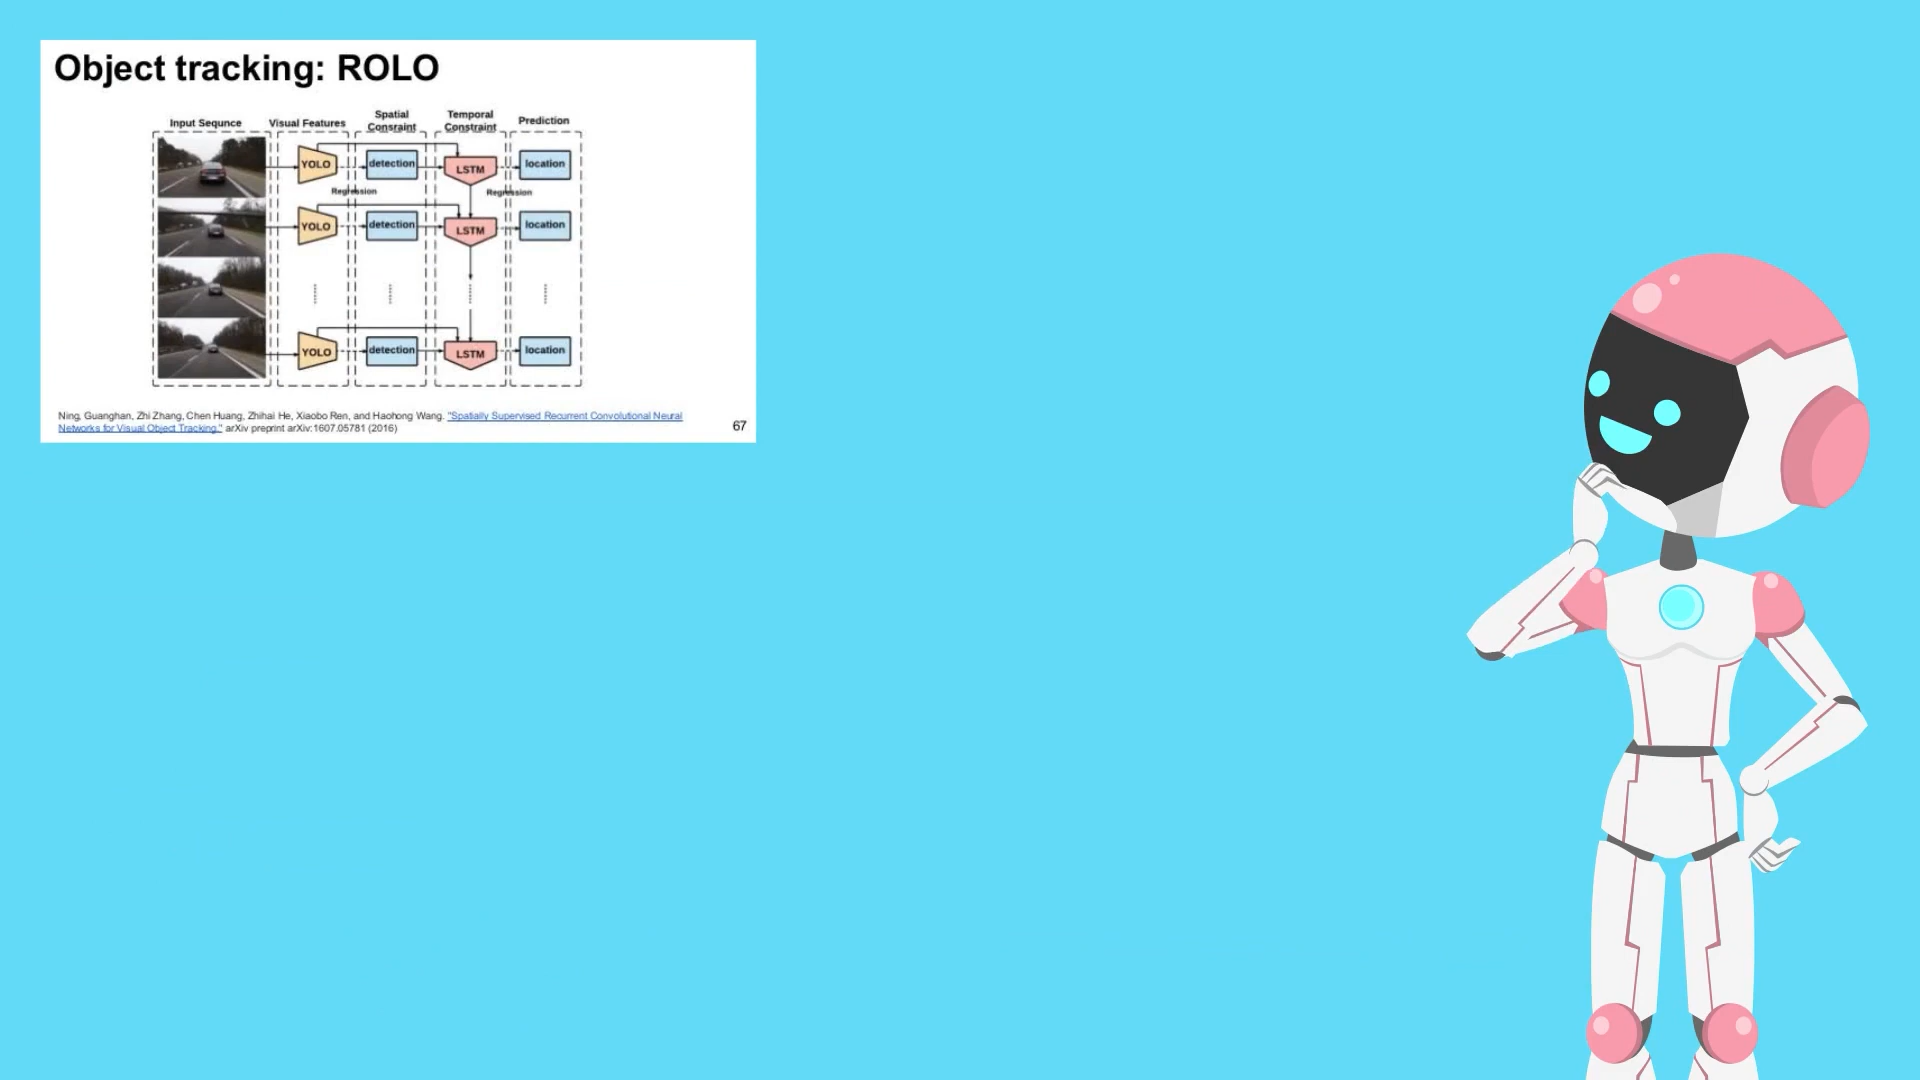 Object tracking: ROLO
Input Sequnce
Visual Features
Spatial
Consraint
Temporal
Constraint
Prediction
YOLO
detection
LSTM
location
Regression
Regression
YOLO
detection
LSTM
location
YOLO
detection
LSTM
location
Ning, Guanghan, Zhi Zhang, Chen Huang, Zhihai He, Xiaobo Ren, and Haohong Wang. "Spatially Supervised Recurrent Convolutional Neural
Networks for Visual Object Tracking." arXiv preprint arXiv:1607.05781 (2016)
67